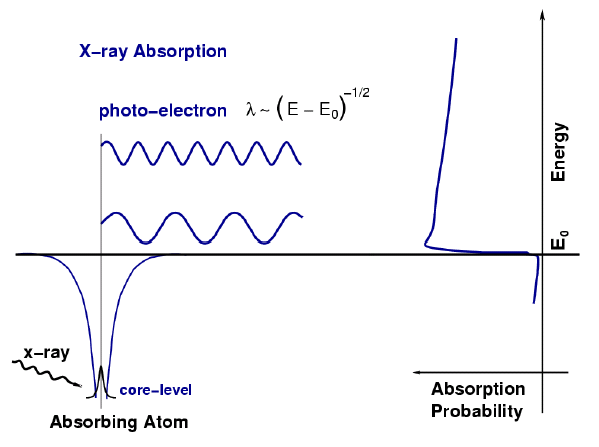 X-ray Absorption
photo-electron λ ~ (E - E₀)^-1/2
Energy
E₀
x-ray
core-level
Absorbing Atom
Absorption
Probability